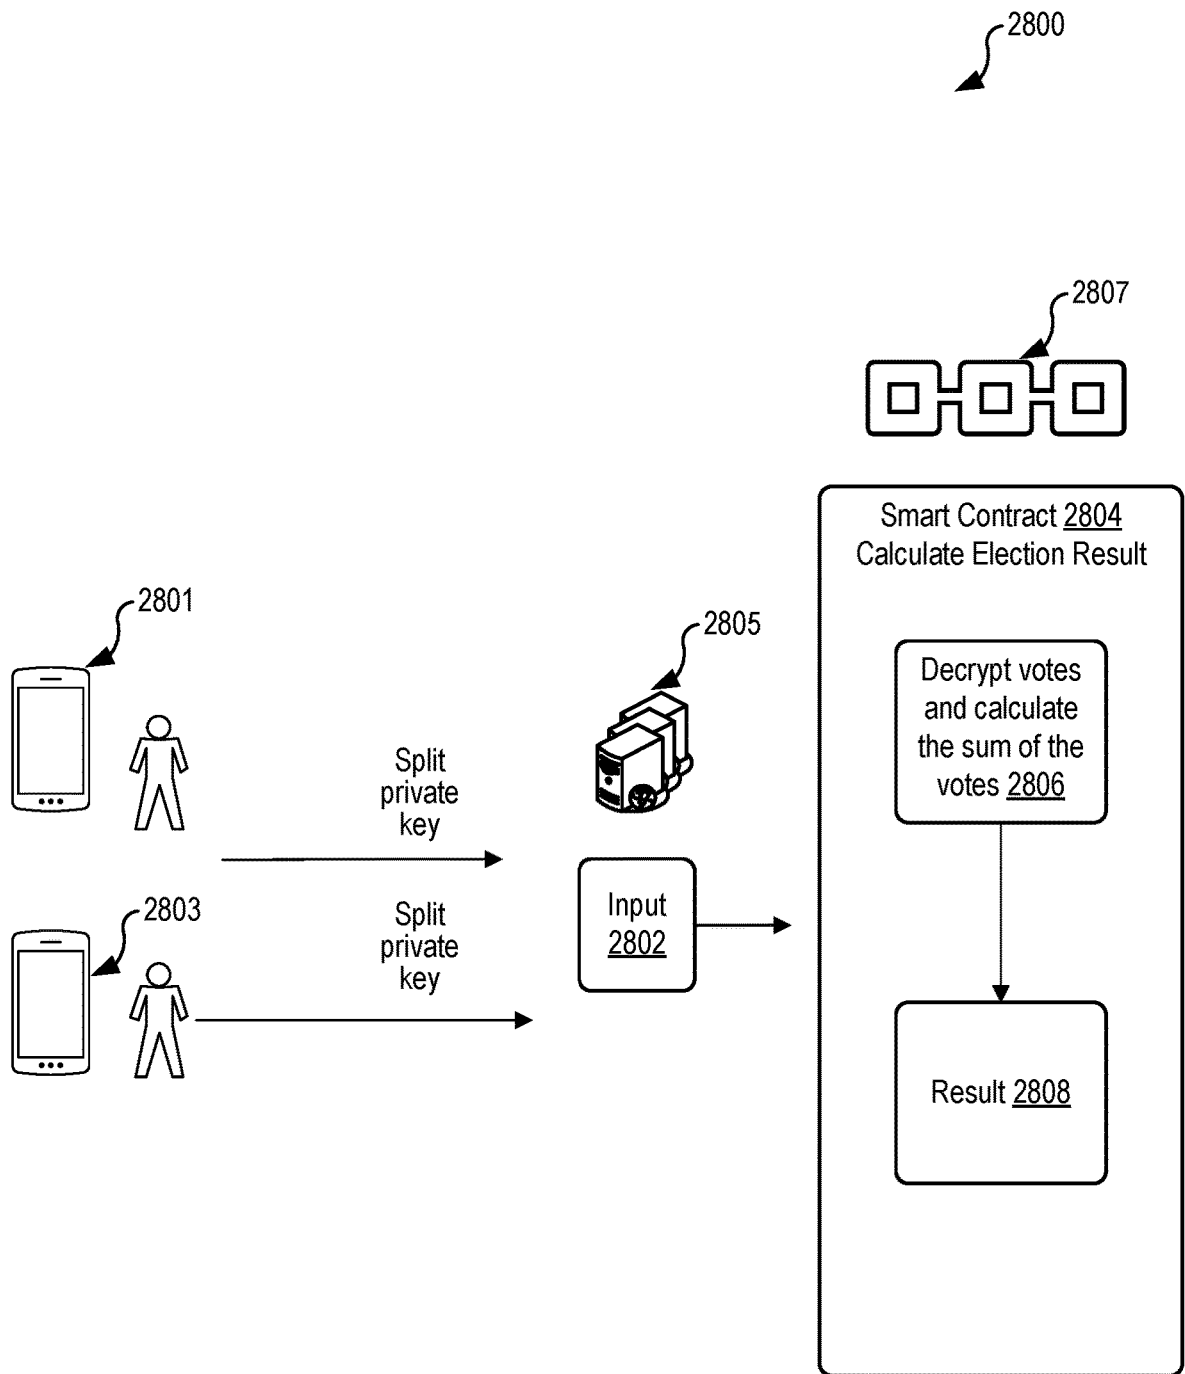 2800
2807
Smart Contract 2804
Calculate Election Result
2801
2805
Decrypt votes
and calculate
the sum of the
votes 2806
Split
private
key
2803
Split
private
key
Input
2802
Result 2808